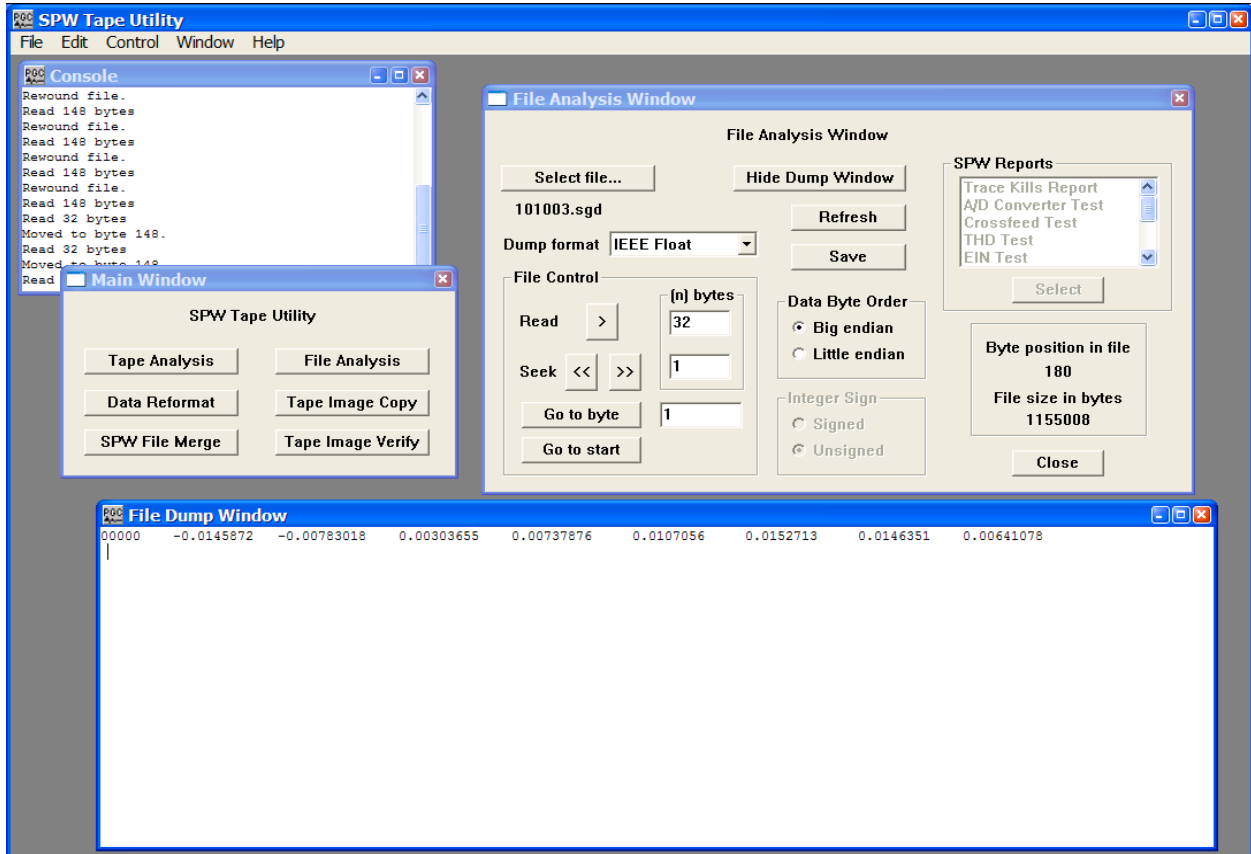 SPW Tape Utility
File Edit Control Window Help
Console
Rewound file.
Read 148 bytes
Rewound file.
Read 148 bytes
Rewound file.
Read 148 bytes
Rewound file.
Read 148 bytes
Read 32 bytes
Moved to byte 148.
Read 32 bytes
Moved to byte 148.
Read
Main Window
SPW Tape Utility
Tape Analysis File Analysis
Data Reformat Tape Image Copy
SPW File Merge Tape Image Verify
File Analysis Window
File Analysis Window
Select file... Hide Dump Window
101003.sgd
Refresh
Dump format IEEE Float
Save
File Control
(n) bytes
Read > 32
Seek << >> 1
Go to byte 1
Go to start
Data Byte Order
Big endian
Little endian
Integer Sign
Signed
Unsigned
SPW Reports
Trace Kills Report
A/D Converter Test
Crossfeed Test
THD Test
EIN Test
Select
Byte position in file
180
File size in bytes
1155008
Close
File Dump Window
00000 -0.0145872 -0.00783018 0.00303655 0.00737876 0.0107056 0.0152713 0.0146351 0.00641078